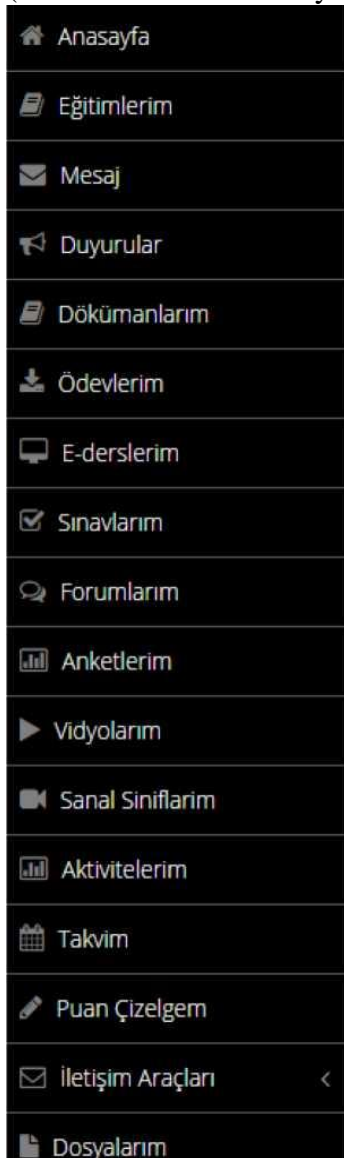 Anasayfa
Eğitimlerim
Mesaj
Duyurular
Dökümanlarım
Ödevlerim
E-derslerim
Sınavlarım
Forumlarım
Anketlerim
Vidyolarım
Sanal Siniflarim
Aktivitelerim
Takvim
Puan Çizelgem
İletişim Araçları
Dosyalarım